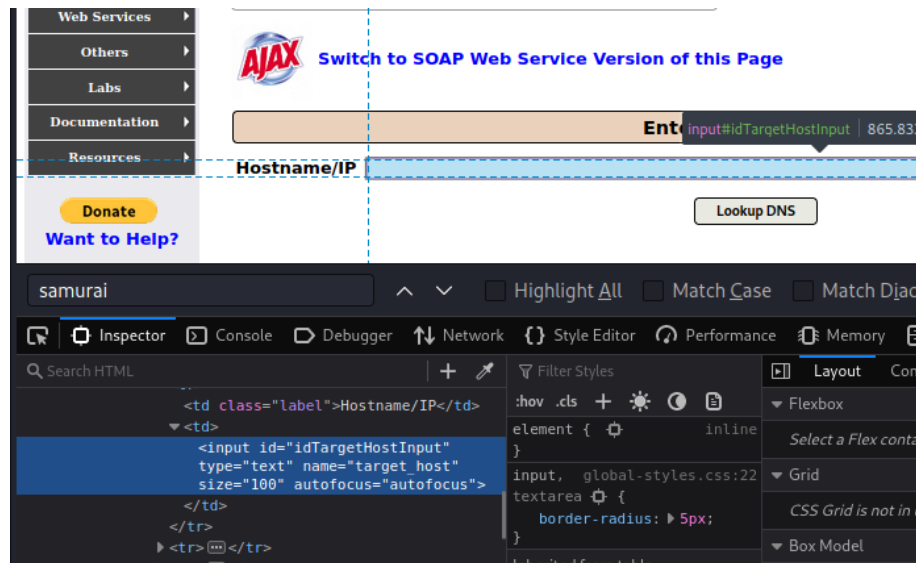 Web Services
Others
Labs
Documentation
Resources
Donate
Want to Help?
AJAX
Switch to SOAP Web Service Version of this Page
Ente
input#idTargetHostInput 865.833
Hostname/IP
Lookup DNS
samurai
Highlight All
Match Case
Match Diac
Inspector
Console
Debugger
Network
Style Editor
Performance
Memory
Search HTML
<td class="label">Hostname/IP</td>
<td>
<input id="idTargetHostInput"
type="text" name="target_host"
size="100" autofocus="autofocus">
</td>
</tr>
<tr> ··· </tr>
Filter Styles
:hov .cls
element { inline
}
input, global-styles.css:22
textarea {
border-radius: 5px;
}
Layout
Con
Flexbox
Select a Flex conta
Grid
CSS Grid is not in
Box Model